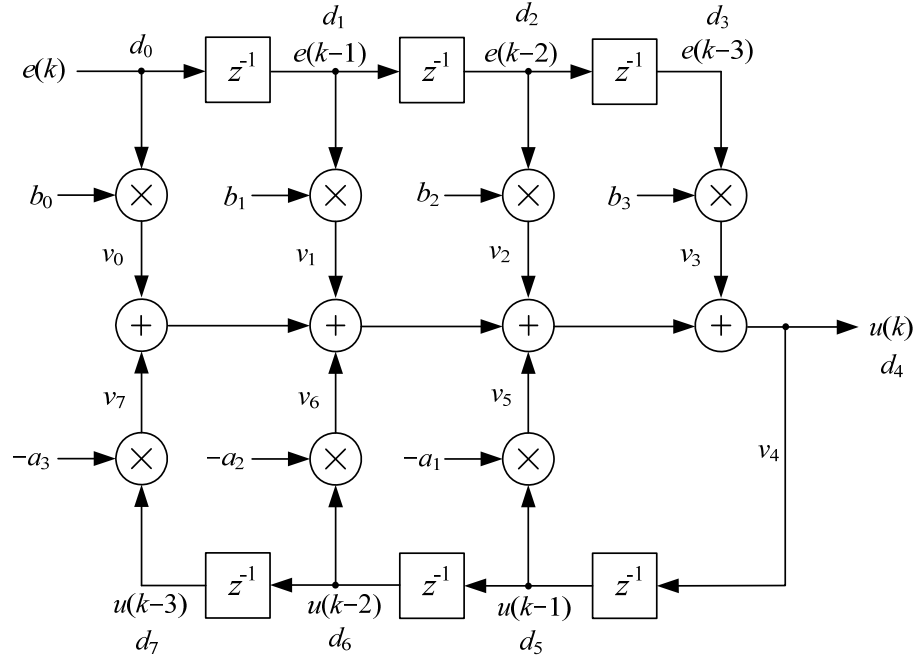 d₁ d₂ d₃
d₀ e(k−1) e(k−2) e(k−3)
e(k) z⁻¹ z⁻¹ z⁻¹
b₀ × b₁ × b₂ × b₃ ×
v₀ v₁ v₂ v₃
+ + + + u(k)
d₄
v₇ v₆ v₅
−a₃ × −a₂ × −a₁ × v₄
z⁻¹ z⁻¹ z⁻¹
u(k−3) u(k−2) u(k−1)
d₇ d₆ d₅